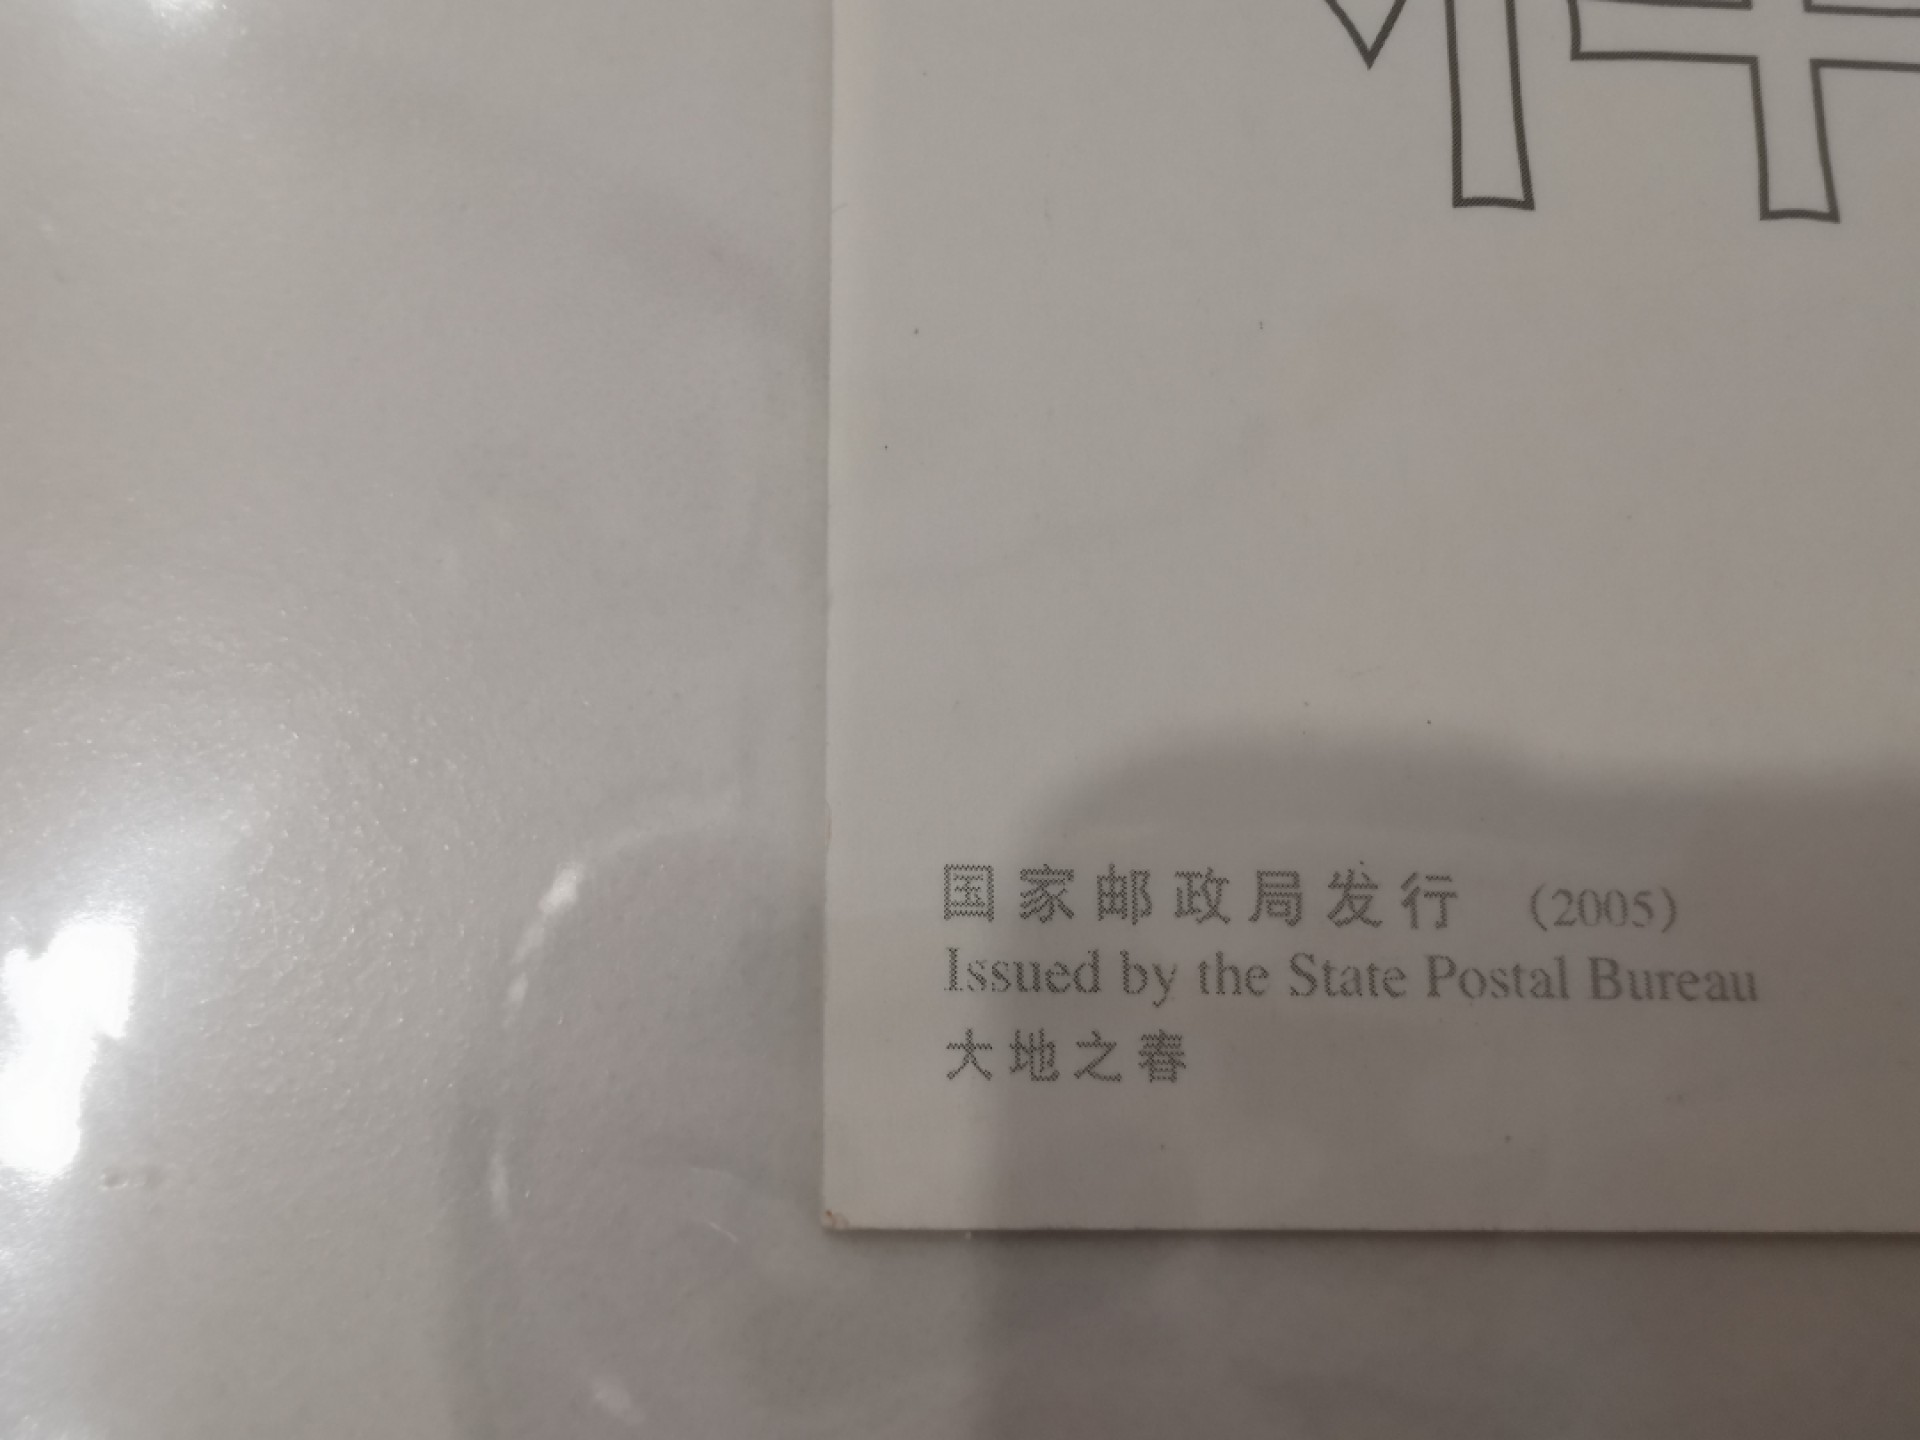 国家邮政局发行 (2005)
Issued by the State Postal Bureau
大地之春